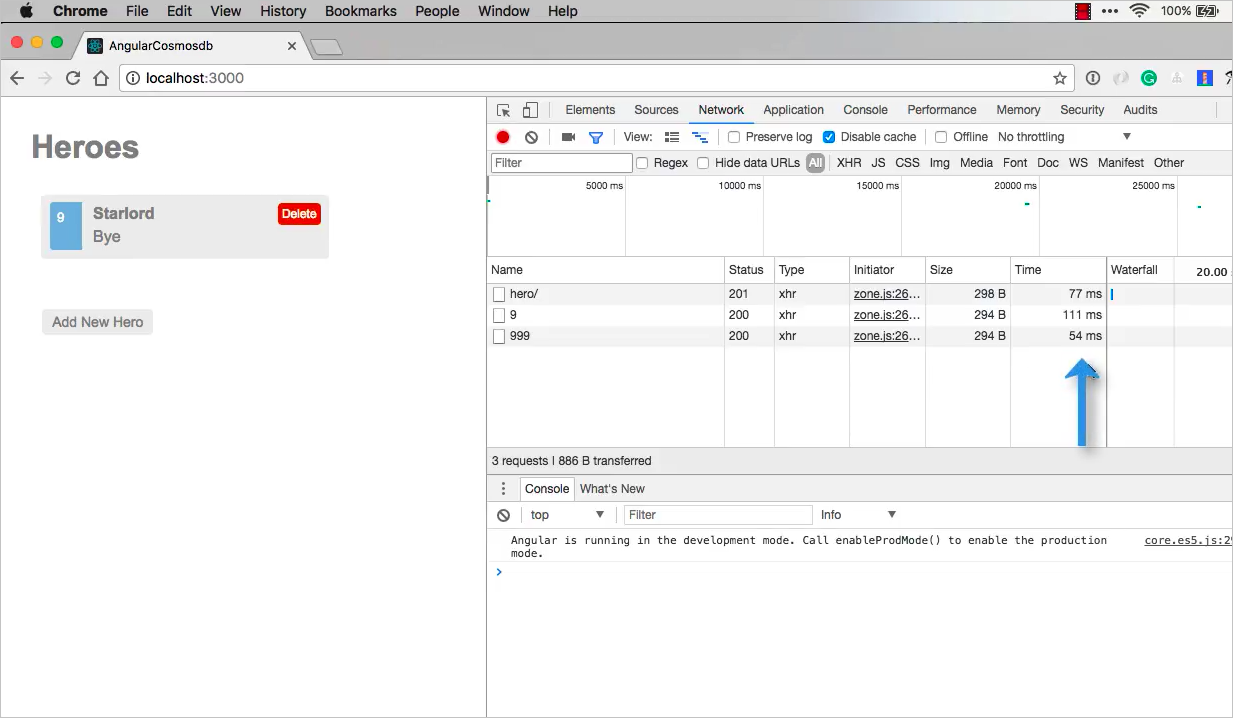 Chrome File Edit View History Bookmarks People Window Help 100%
AngularCosmosdb
localhost:3000
Elements Sources Network Application Console Performance Memory Security Audits
View: Preserve log Disable cache Offline No throttling
Filter Regex Hide data URLs All XHR JS CSS Img Media Font Doc WS Manifest Other
5000 ms 10000 ms 15000 ms 20000 ms 25000 ms
Heroes
9 Starlord Delete
Bye
Add New Hero
Name Status Type Initiator Size Time Waterfall 20.00
hero/ 201 xhr zone.js:26… 298 B 77 ms
9 200 xhr zone.js:26… 294 B 111 ms
999 200 xhr zone.js:26… 294 B 54 ms
3 requests | 886 B transferred
Console What's New
top Filter Info
Angular is running in the development mode. Call enableProdMode() to enable the production core.es5.js:29
mode.